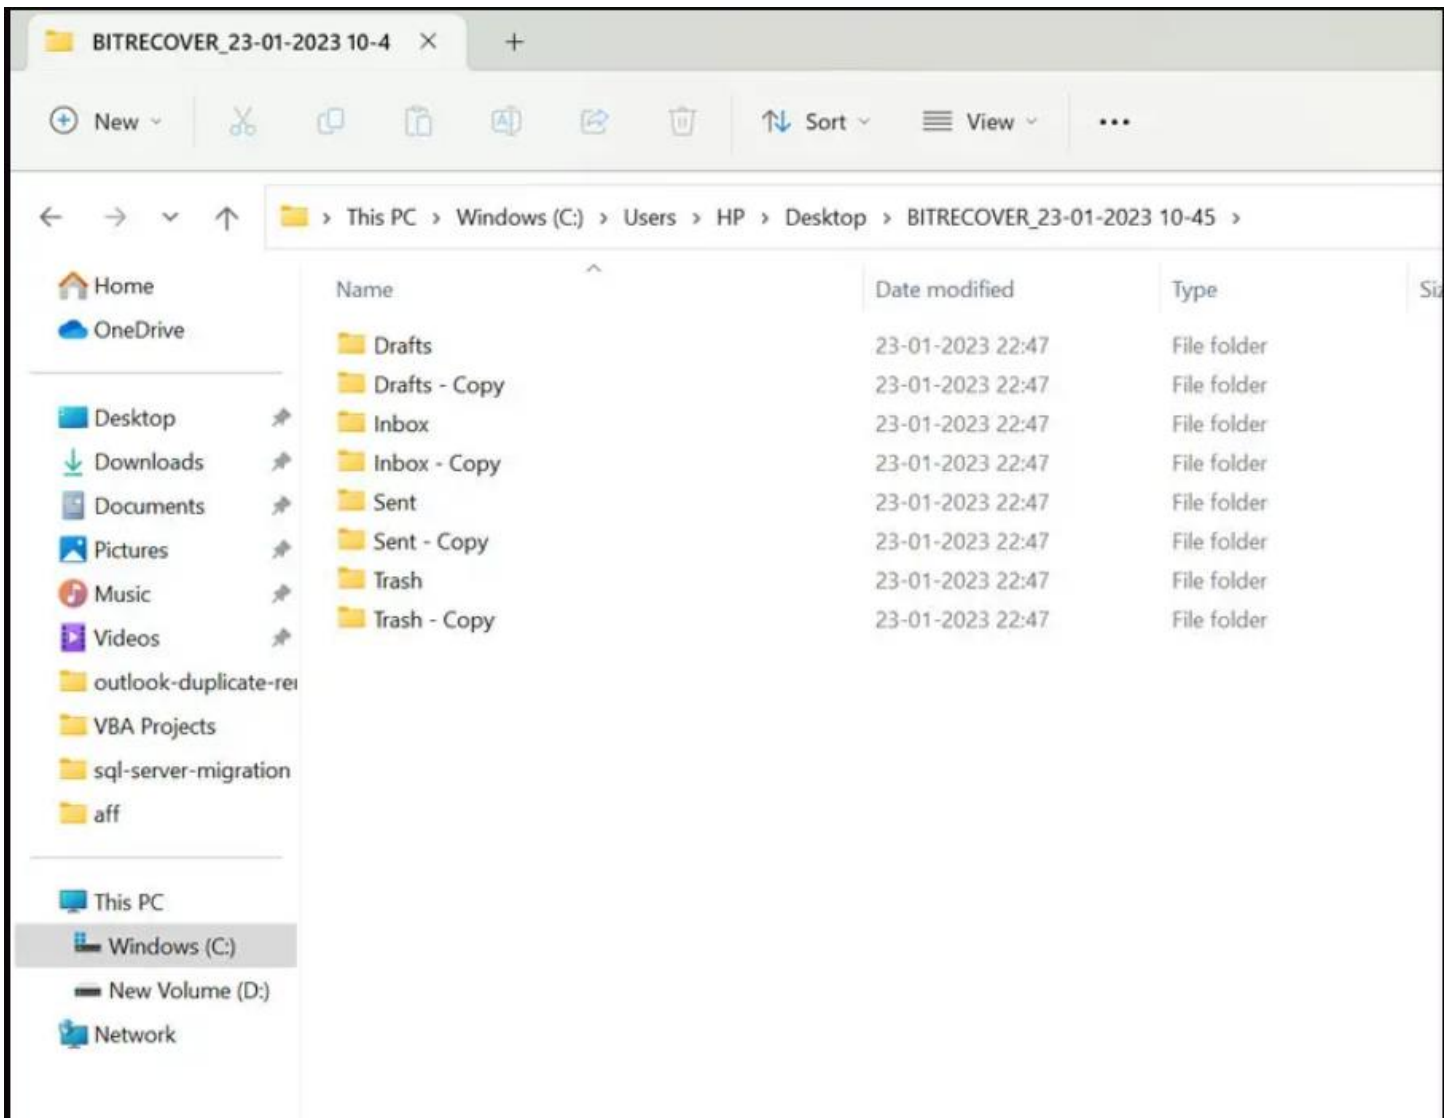 BITRECOVER_23-01-2023 10-4
New Sort View
This PC > Windows (C:) > Users > HP > Desktop > BITRECOVER_23-01-2023 10-45 >
Home
OneDrive
Desktop
Downloads
Documents
Pictures
Music
Videos
outlook-duplicate-rei
VBA Projects
sql-server-migration
aff
This PC
Windows (C:)
New Volume (D:)
Network
Name Date modified Type Siz
Drafts 23-01-2023 22:47 File folder
Drafts - Copy 23-01-2023 22:47 File folder
Inbox 23-01-2023 22:47 File folder
Inbox - Copy 23-01-2023 22:47 File folder
Sent 23-01-2023 22:47 File folder
Sent - Copy 23-01-2023 22:47 File folder
Trash 23-01-2023 22:47 File folder
Trash - Copy 23-01-2023 22:47 File folder